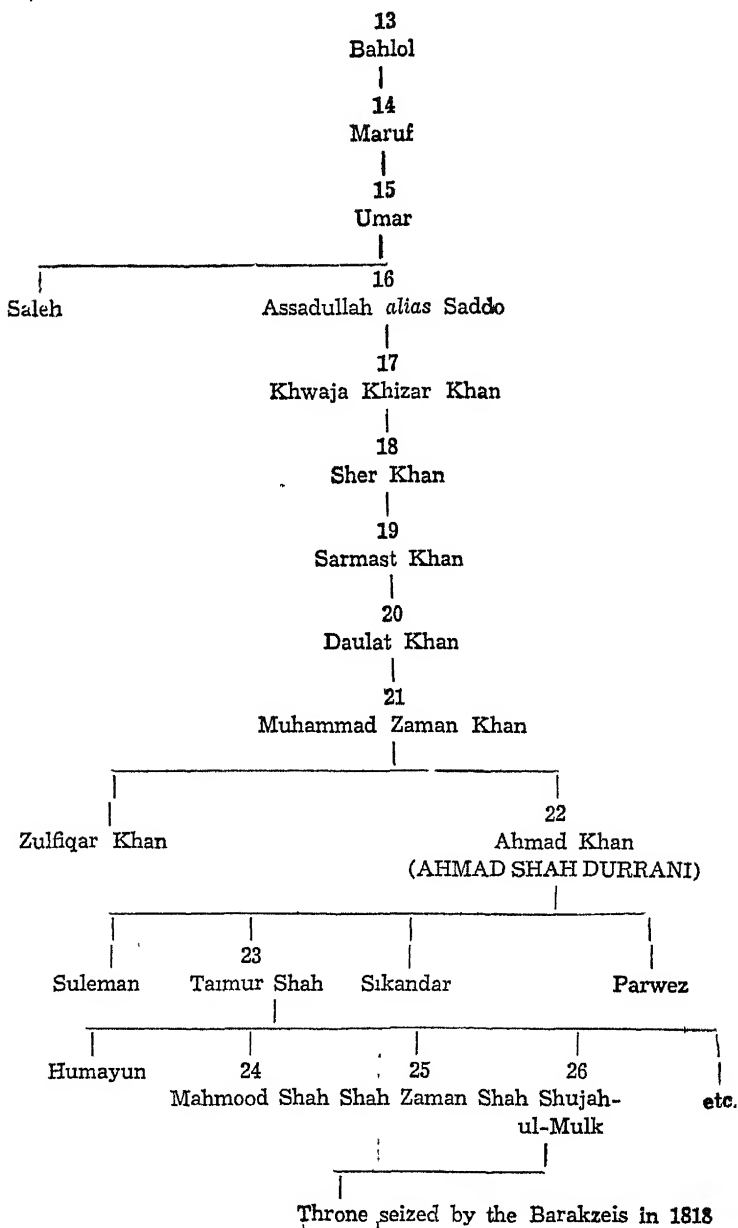 13
Bahlol
14
Maruf
15
Umar
16
Saleh Assadullah alias Saddo
17
Khwaja Khizar Khan
18
Sher Khan
19
Sarmast Khan
20
Daulat Khan
21
Muhammad Zaman Khan
22
Zulfiqar Khan Ahmad Khan
(AHMAD SHAH DURRANI)
23
Suleman Taimur Shah Sikandar Parwez
24 25 26
Humayun etc.
Mahmood Shah Shah Zaman Shah Shujah-
ul-Mulk
Throne seized by the Barakzeis in 1818